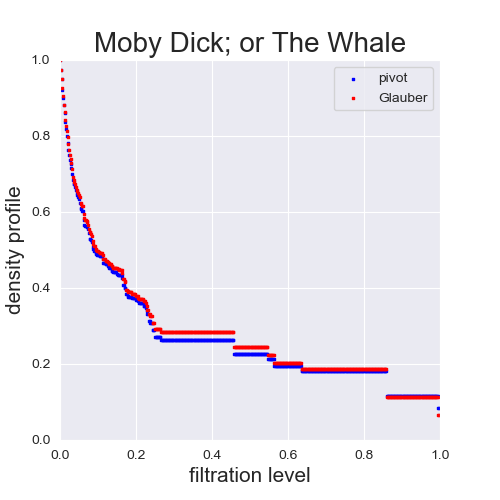 Moby Dick; or The Whale
pivot
Glauber
density profile
1.0
0.8
0.6
0.4
0.2
0.0
0.0 0.2 0.4 0.6 0.8 1.0
filtration level